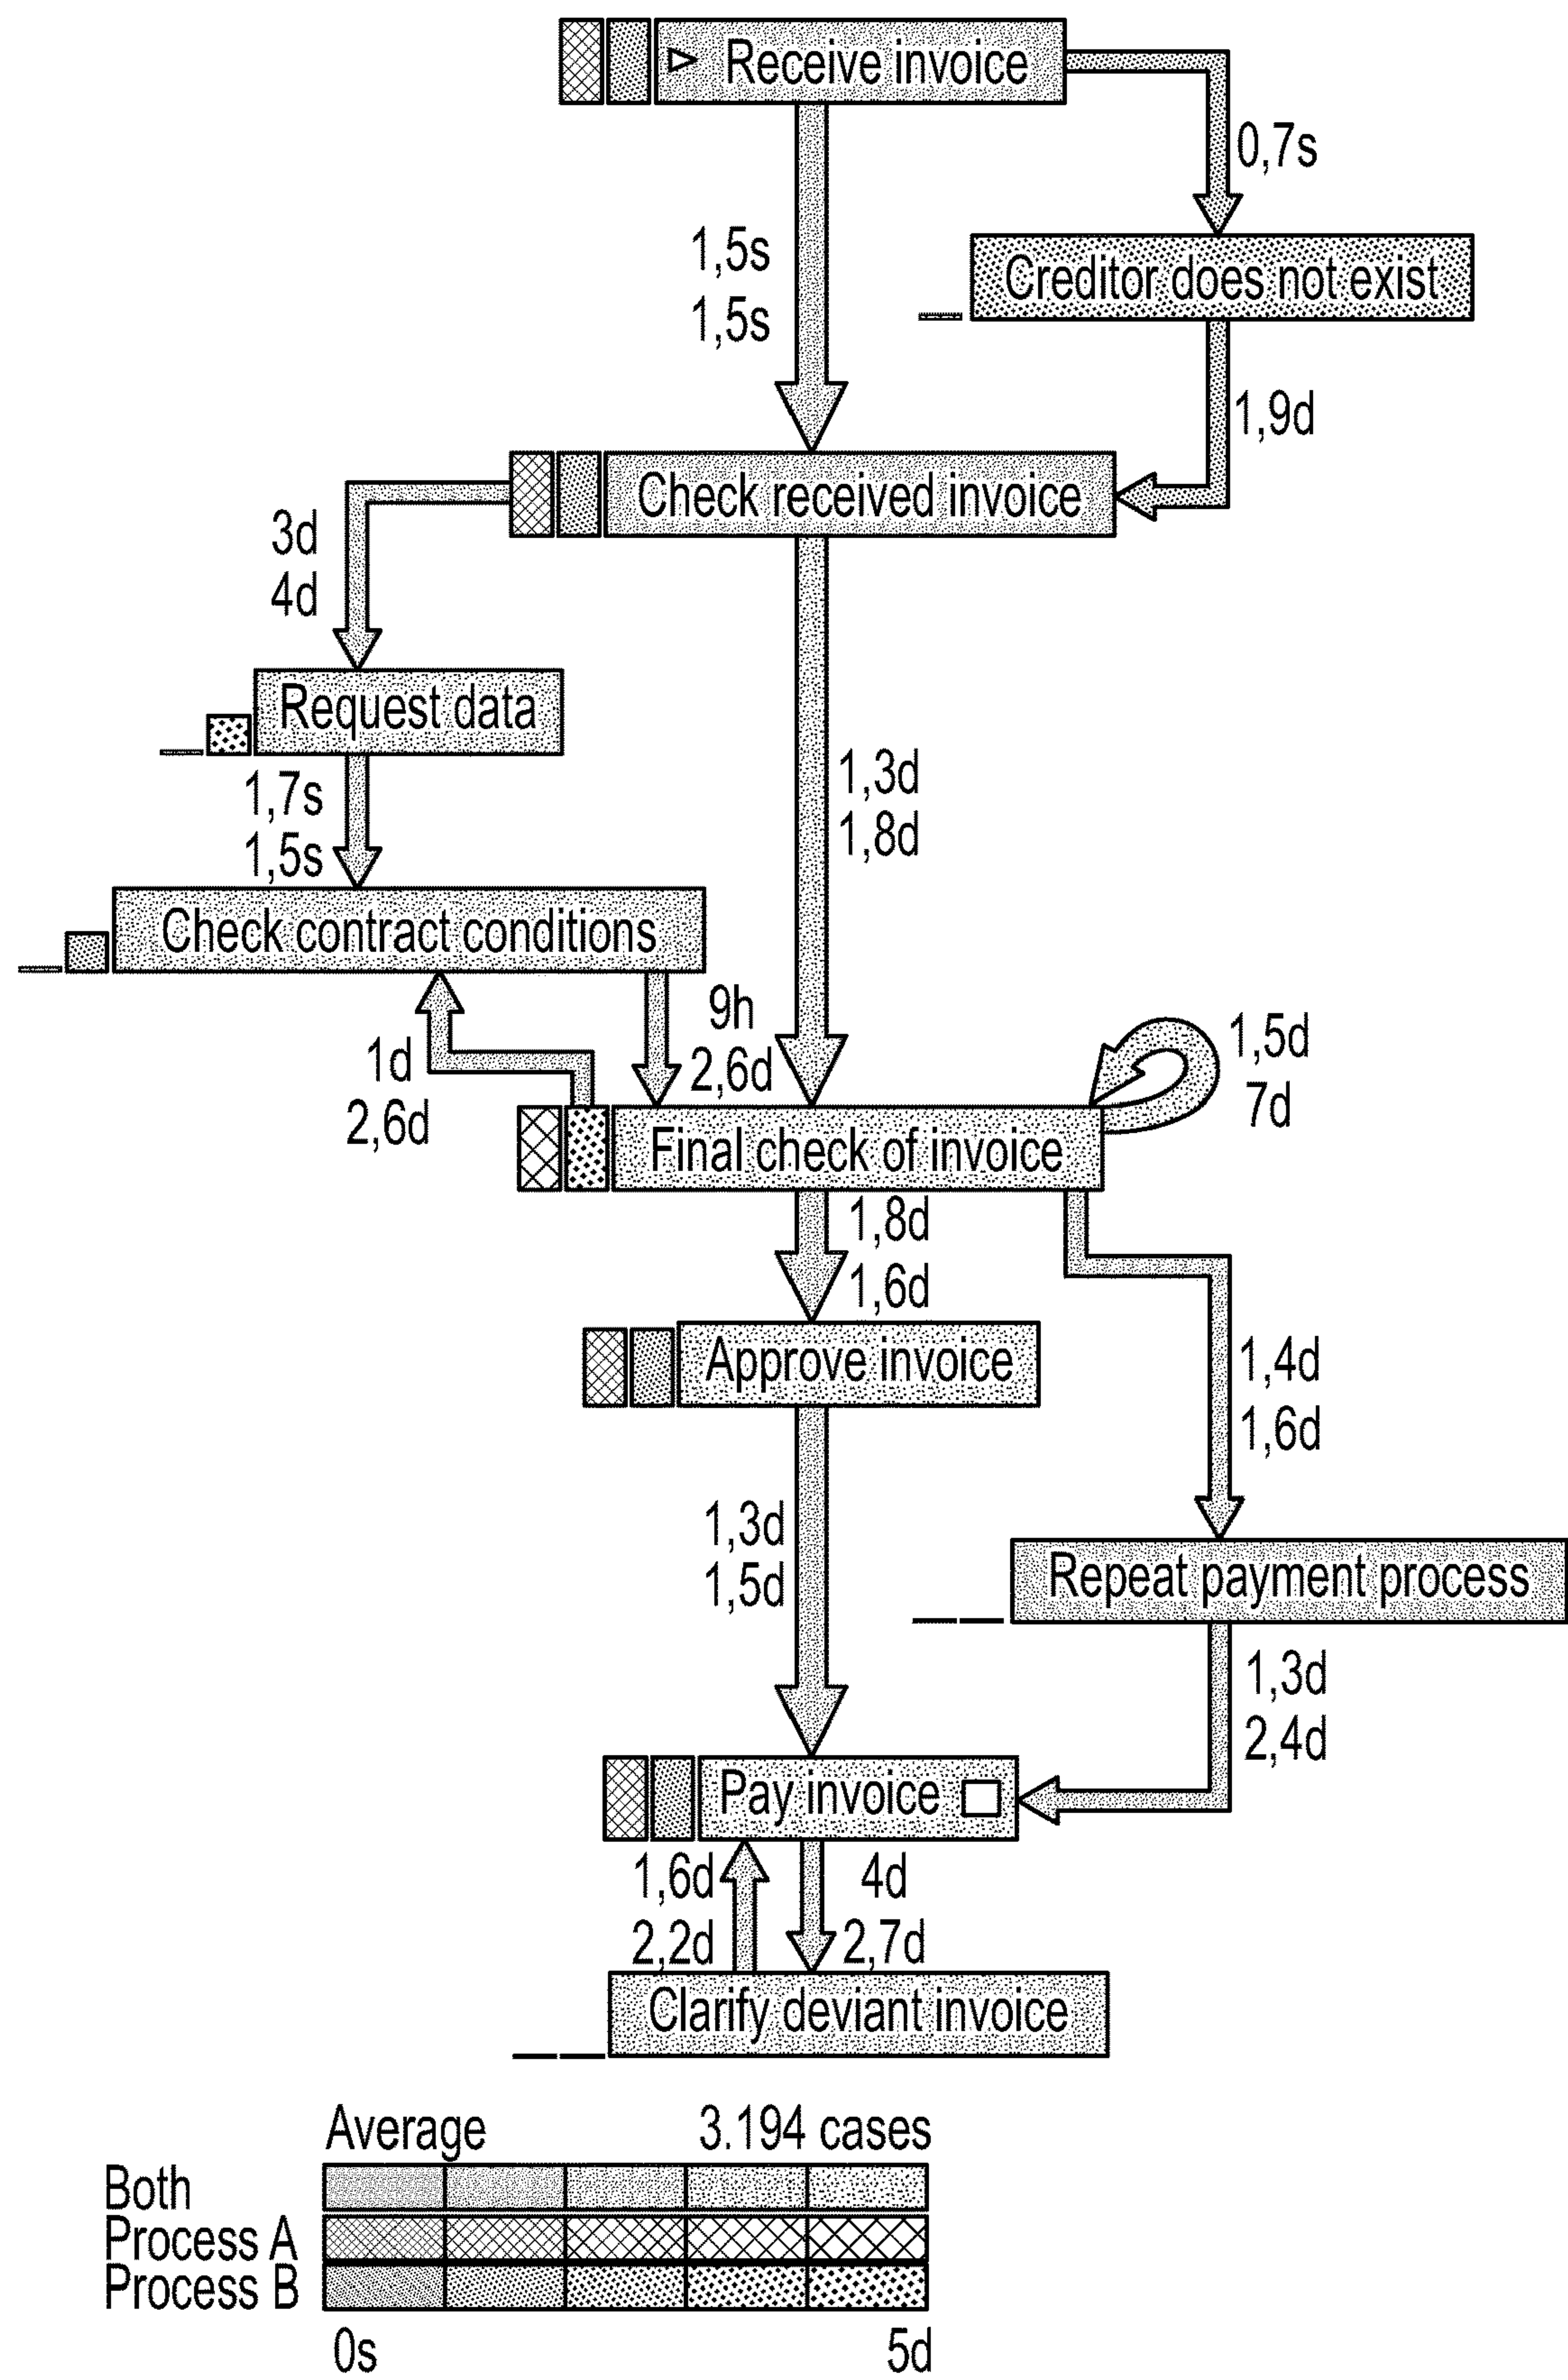 Receive invoice
0,7s
1,5s
1,5s
Creditor does not exist
1,9d
Check received invoice
3d
4d
Request data
1,7s
1,5s
1,3d
1,8d
Check contract conditions
9h
2,6d
1d
2,6d
1,5d
7d
Final check of invoice
1,8d
1,6d
Approve invoice
1,4d
1,6d
1,3d
1,5d
Repeat payment process
1,3d
2,4d
Pay invoice
1,6d
2,2d
4d
2,7d
Clarify deviant invoice
Average 3.194 cases
Both
Process A
Process B
0s 5d